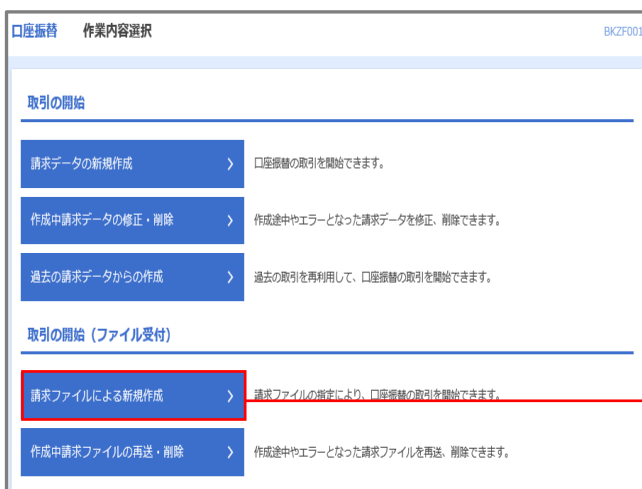 口座振替 作業内容選択 BKZF001
取引の開始
請求データの新規作成 口座振替の取引を開始できます。
作成中請求データの修正・削除 作成途中やエラーとなった請求データを修正、削除できます。
過去の請求データからの作成 過去の取引を再利用して、口座振替の取引を開始できます。
取引の開始（ファイル受付）
請求ファイルによる新規作成 請求ファイルの指定により、口座振替の取引を開始できます。
作成中請求ファイルの再送・削除 作成途中やエラーとなった請求ファイルを再送、削除できます。